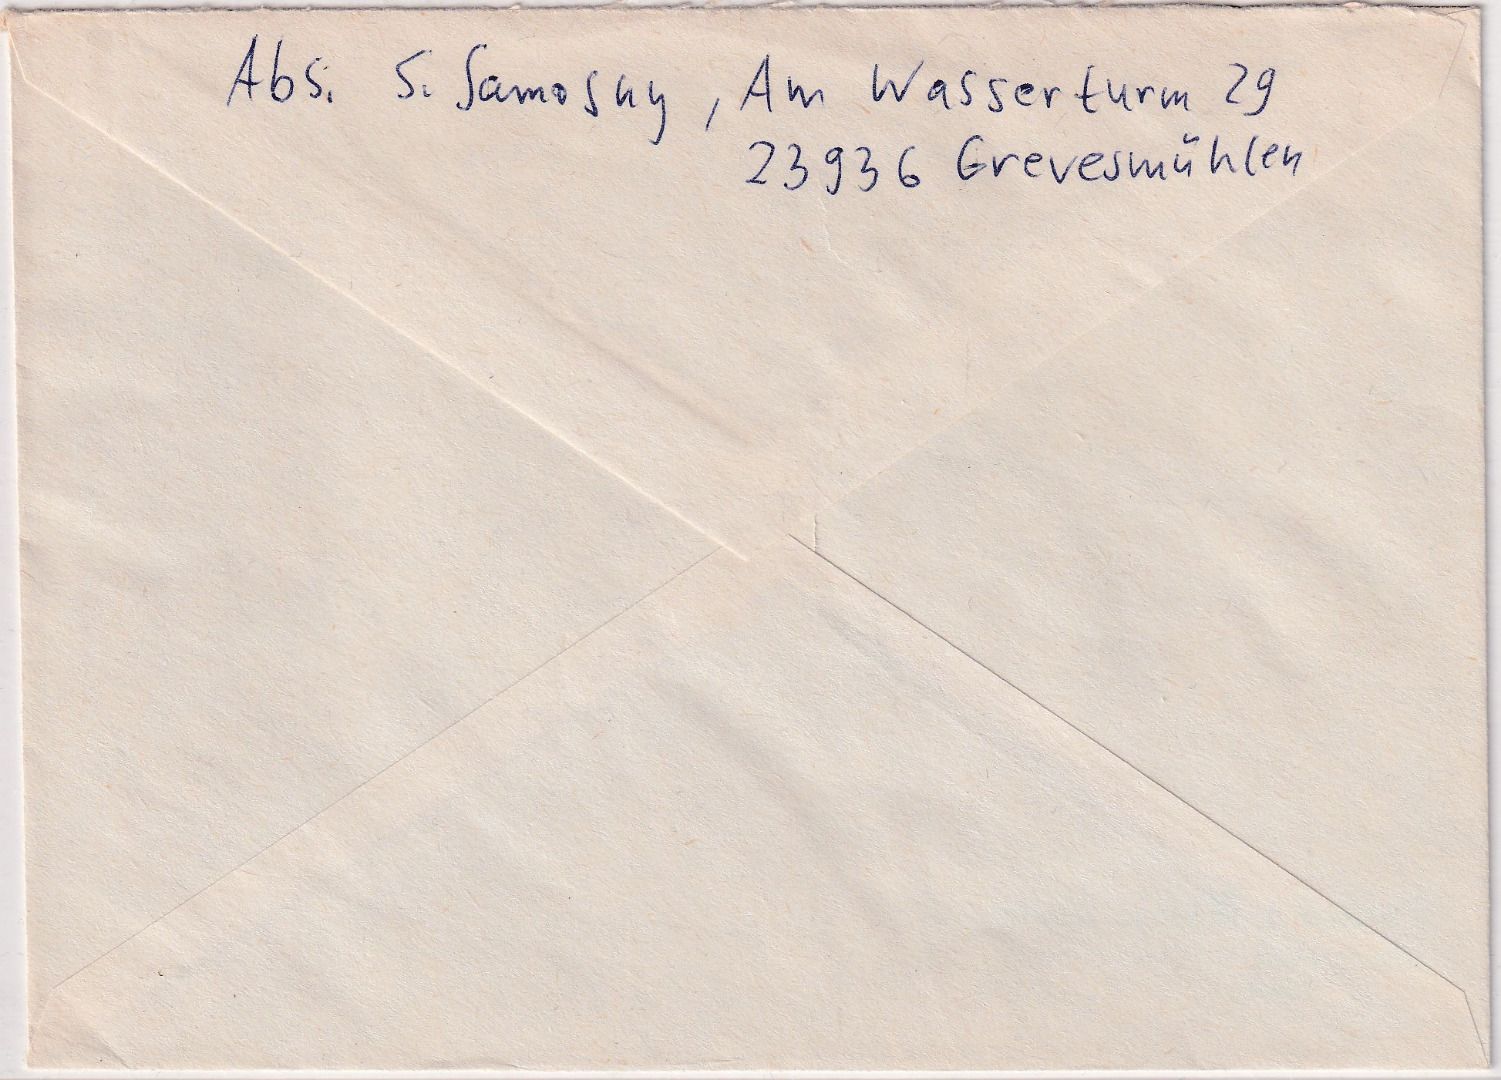 Abs. S. Samosny, Am Wasserturm 29
23936 Grevesmühlen